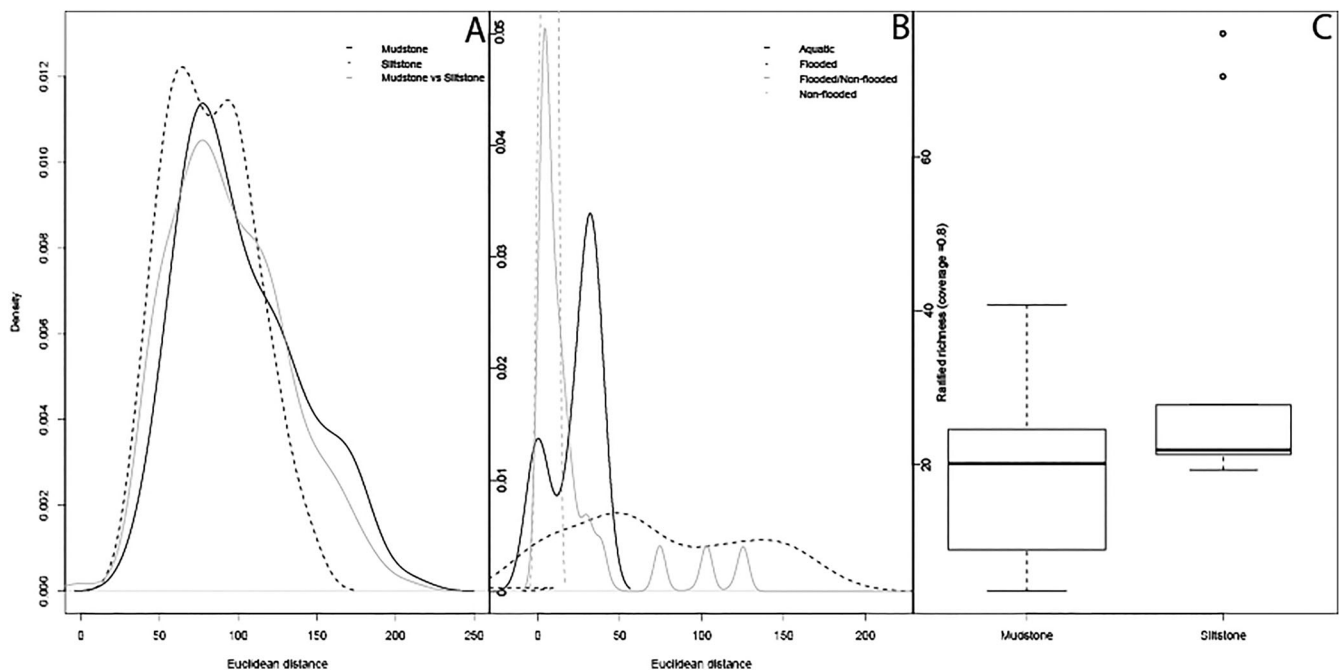 A
Mudstone
Siltstone
Mudstone vs Siltstone
Density
0.012
0.010
0.008
0.006
0.004
0.002
0.000
0 50 100 150 200 250
Euclidean distance
B
Aquatic
Flooded
Flooded/Non-flooded
Non-flooded
0.05
0.04
0.03
0.02
0.01
0
0 50 100 150 200
Euclidean distance
C
Rarified richness (coverage =0.8)
60
40
20
Mudstone Siltstone